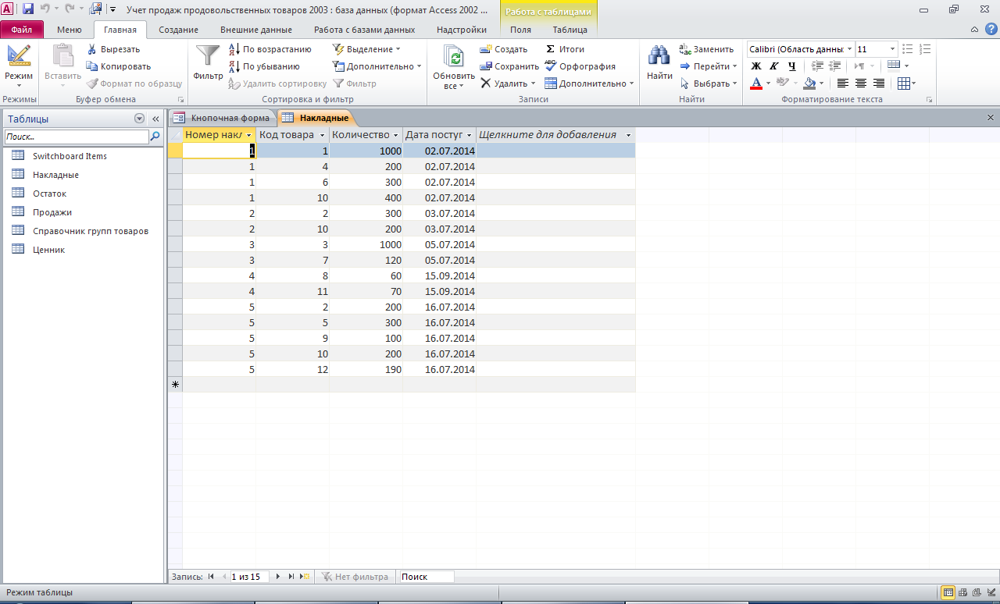 Учет продаж продовольственных товаров 2003 : база данных (формат Access 2002 ...
Работа с таблицами
Файл Меню Главная Создание Внешние данные Работа с базами данных Надстройки Поля Таблица
Режим
Режимы
Вставить
Вырезать
Копировать
Формат по образцу
Буфер обмена
Фильтр
По возрастанию
По убыванию
Удалить сортировку
Выделение
Дополнительно
Фильтр
Сортировка и фильтр
Обновить
все
Создать
Сохранить
Удалить
Итоги
Орфография
Дополнительно
Записи
Найти
Заменить
Перейти
Выбрать
Найти
Calibri (Область данны: 11
Ж К Ч
Форматирование текста
Таблицы
Поиск...
Switchboard Items
Накладные
Остаток
Продажи
Справочник групп товаров
Ценник
Кнопочная форма Накладные
Номер накл Код товара Количество Дата постуг Щелкните для добавления
1 1 1000 02.07.2014
1 4 200 02.07.2014
1 6 300 02.07.2014
1 10 400 02.07.2014
2 2 300 03.07.2014
2 10 200 03.07.2014
3 3 1000 05.07.2014
3 7 120 05.07.2014
4 8 60 15.09.2014
4 11 70 15.09.2014
5 2 200 16.07.2014
5 5 300 16.07.2014
5 9 100 16.07.2014
5 10 200 16.07.2014
5 12 190 16.07.2014
Запись: 1 из 15 Нет фильтра Поиск
Режим таблицы